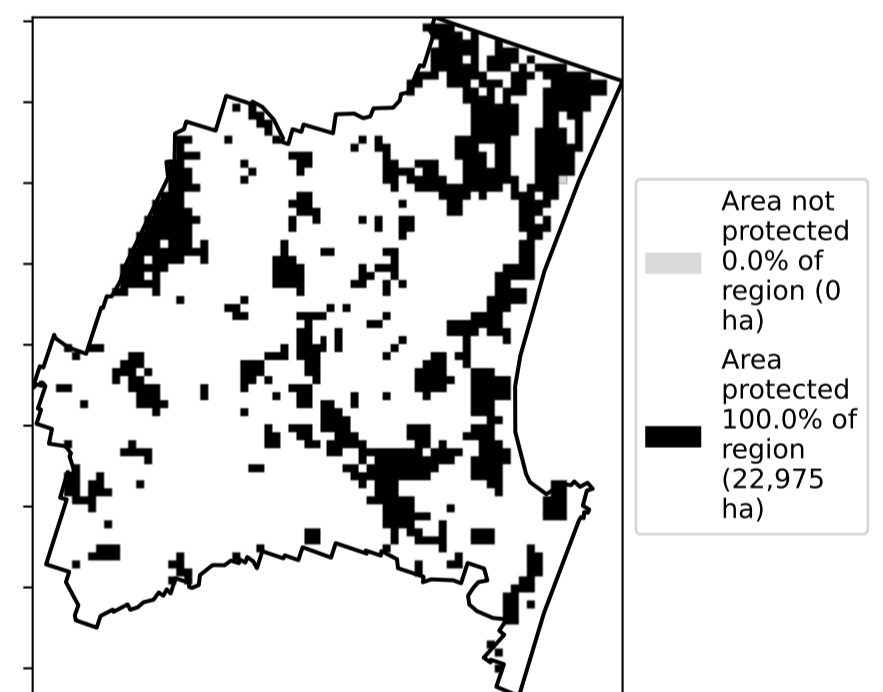 Area not
protected
0.0% of
region (0
ha)
Area
protected
100.0% of
region
(22,975
ha)